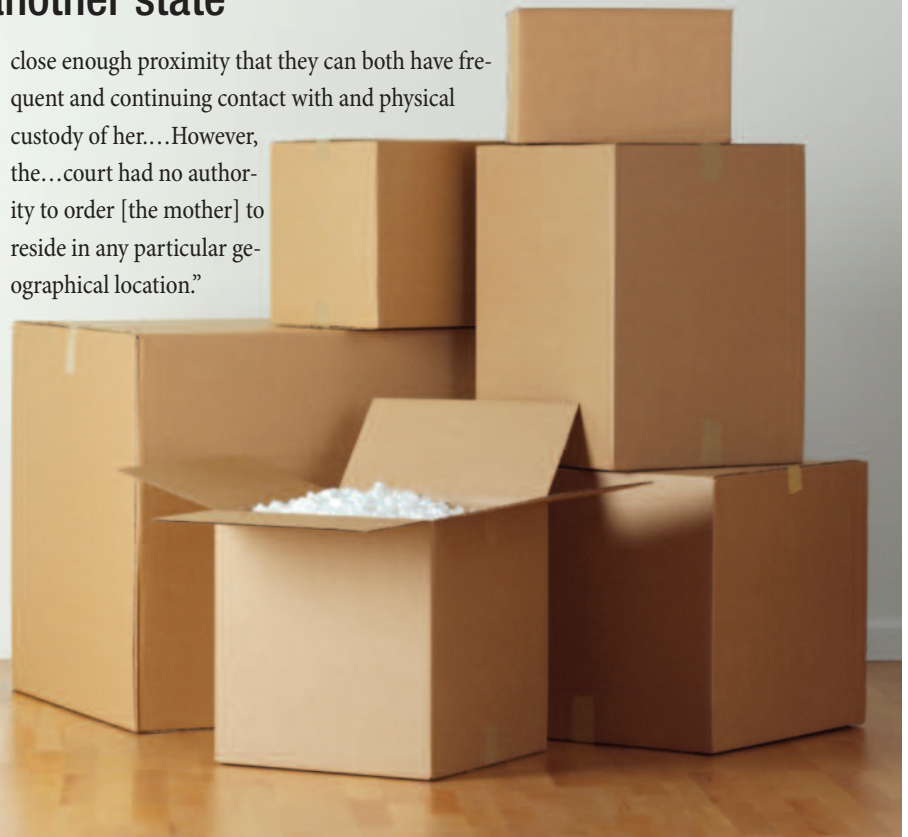 another state
close enough proximity that they can both have fre-
quent and continuing contact with and physical
custody of her.…However,
the…court had no author-
ity to order [the mother] to
reside in any particular ge-
ographical location.”